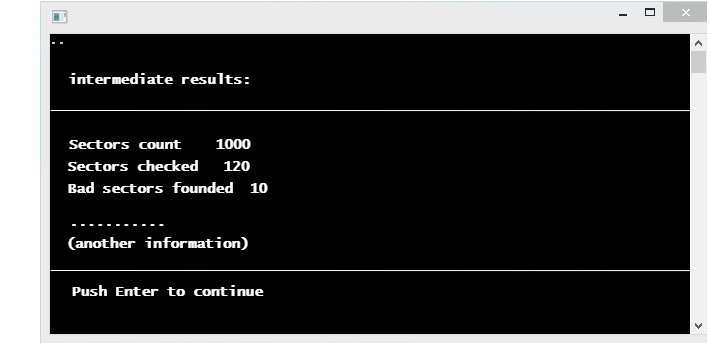 ..
intermediate results:
Sectors count 1000
Sectors checked 120
Bad sectors founded 10
...........
(another information)
Push Enter to continue